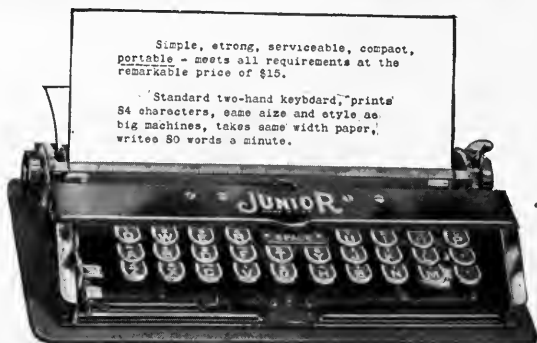 Simple, strong, serviceable, compact,
portable - meets all requirements at the
remarkable price of $15.
Standard two-hand keyboard, prints
84 characters, same size and style as
big machines, takes same width paper,
writes 80 words a minute.
JUNIOR
SPACE